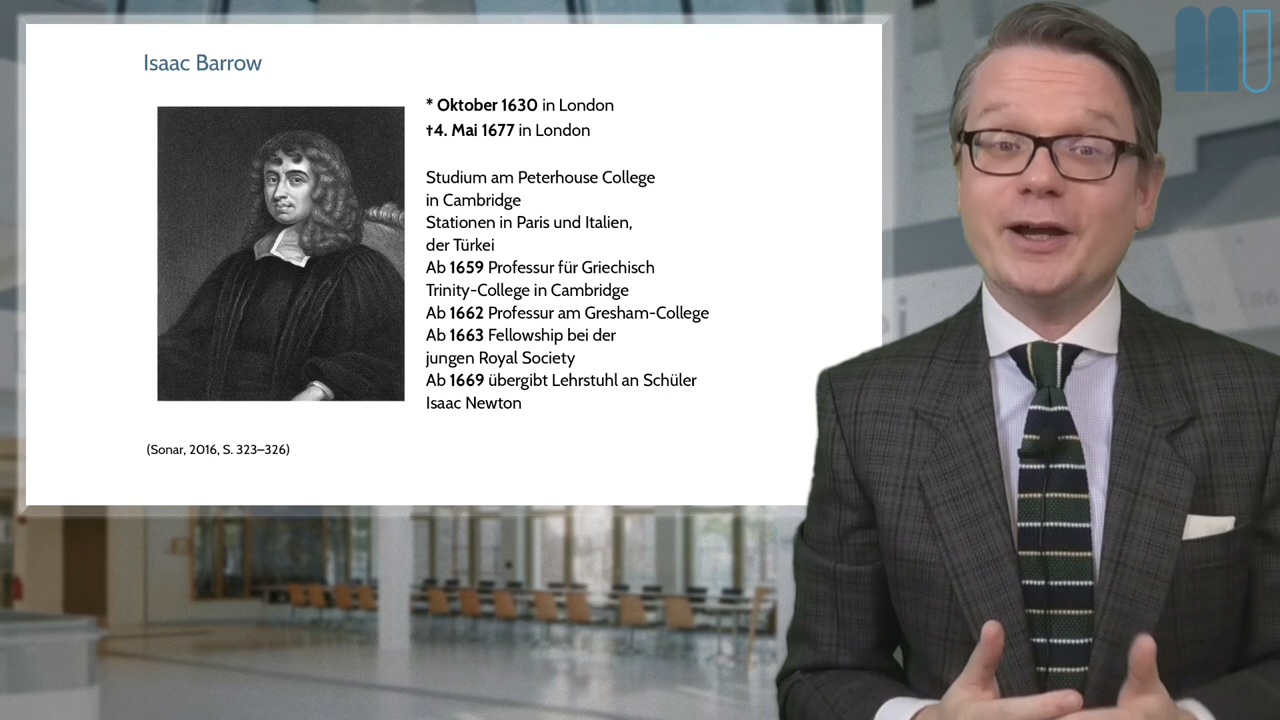 Isaac Barrow
* Oktober 1630 in London
†4. Mai 1677 in London
Studium am Peterhouse College
in Cambridge
Stationen in Paris und Italien,
der Türkei
Ab 1659 Professur für Griechisch
Trinity-College in Cambridge
Ab 1662 Professur am Gresham-College
Ab 1663 Fellowship bei der
jungen Royal Society
Ab 1669 übergibt Lehrstuhl an Schüler
Isaac Newton
(Sonar, 2016, S. 323–326)